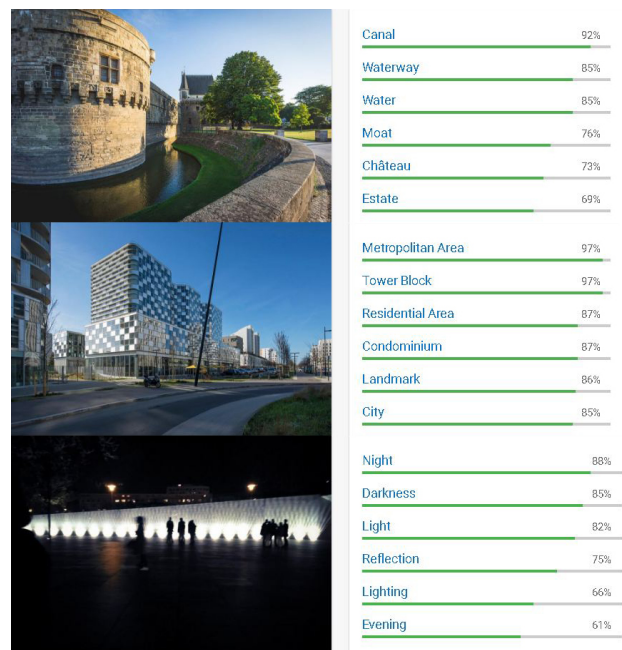 Canal 92%
Waterway 85%
Water 85%
Moat 76%
Château 73%
Estate 69%
Metropolitan Area 97%
Tower Block 97%
Residential Area 87%
Condominium 87%
Landmark 86%
City 85%
Night 88%
Darkness 85%
Light 82%
Reflection 75%
Lighting 66%
Evening 61%